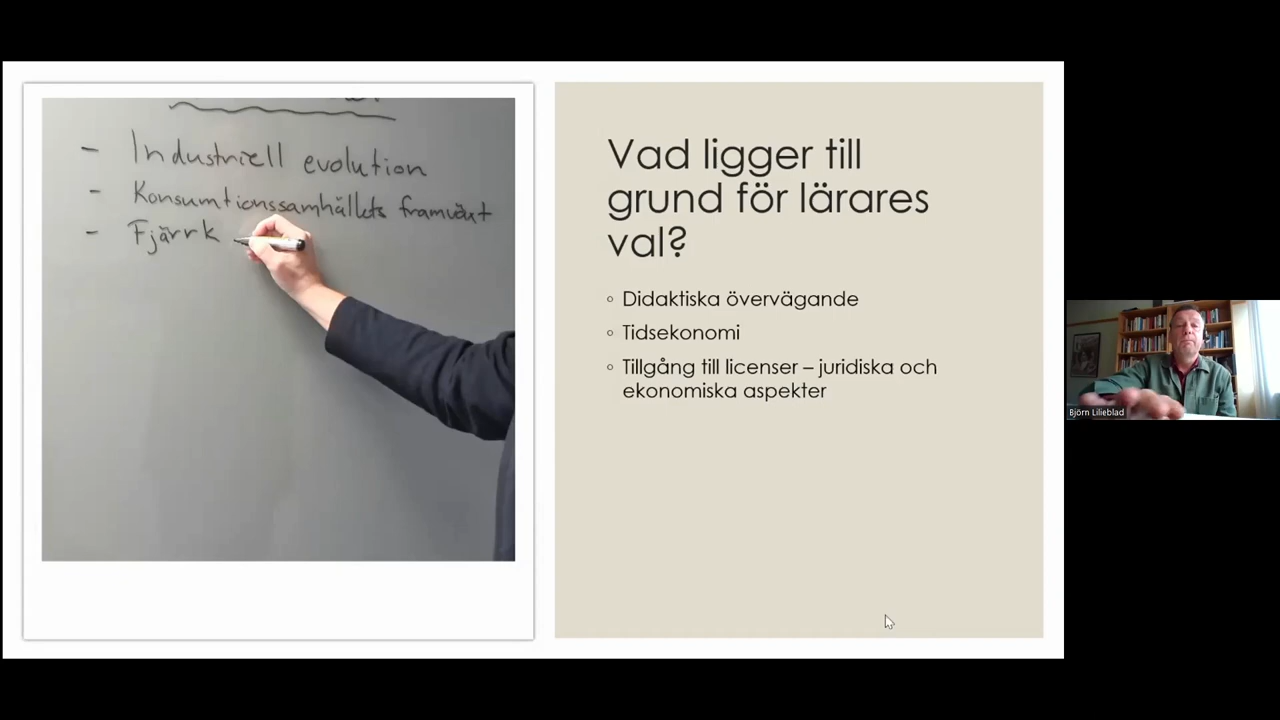 - Industriell evolution
- Konsumtionssamhällets framväxt
- Fjärrk
Vad ligger till
grund för lärares
val?
◦ Didaktiska övervägande
◦ Tidsekonomi
◦ Tillgång till licenser – juridiska och
ekonomiska aspekter
Björn Lilieblad